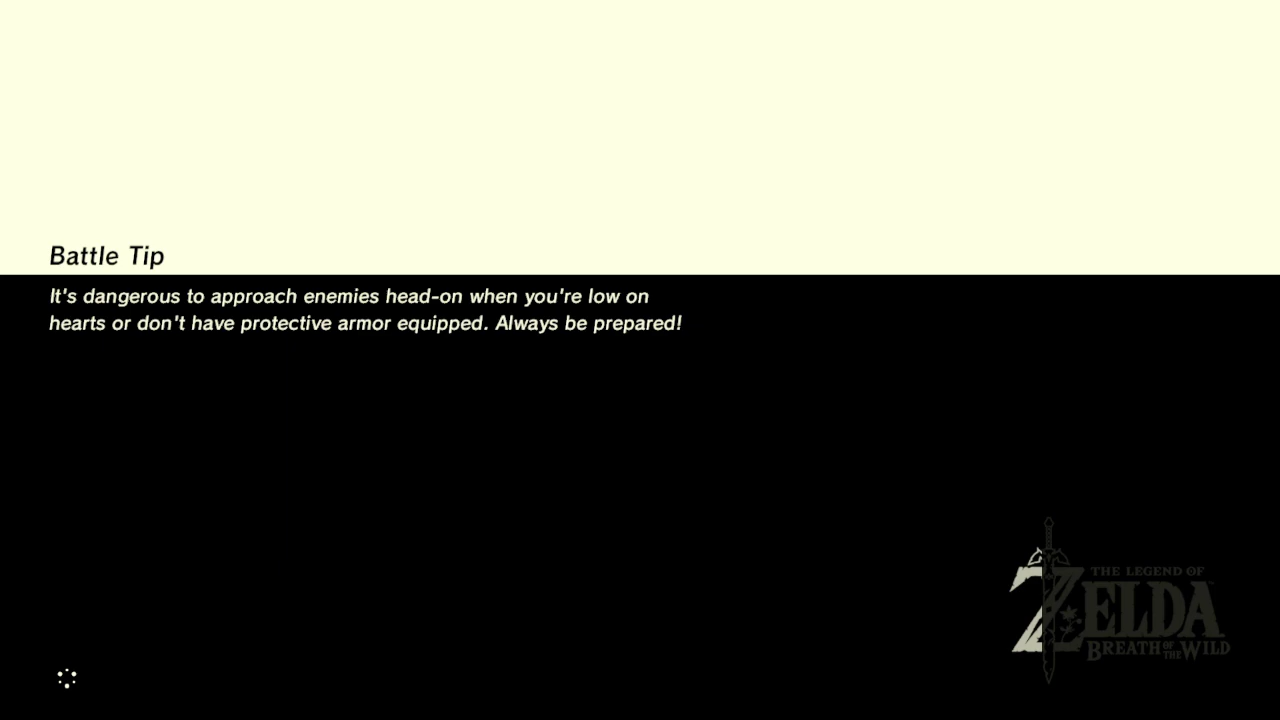 Battle Tip
It's dangerous to approach enemies head-on when you're low on
hearts or don't have protective armor equipped. Always be prepared!
THE LEGEND OF
ZELDA
BREATH OF THE WILD